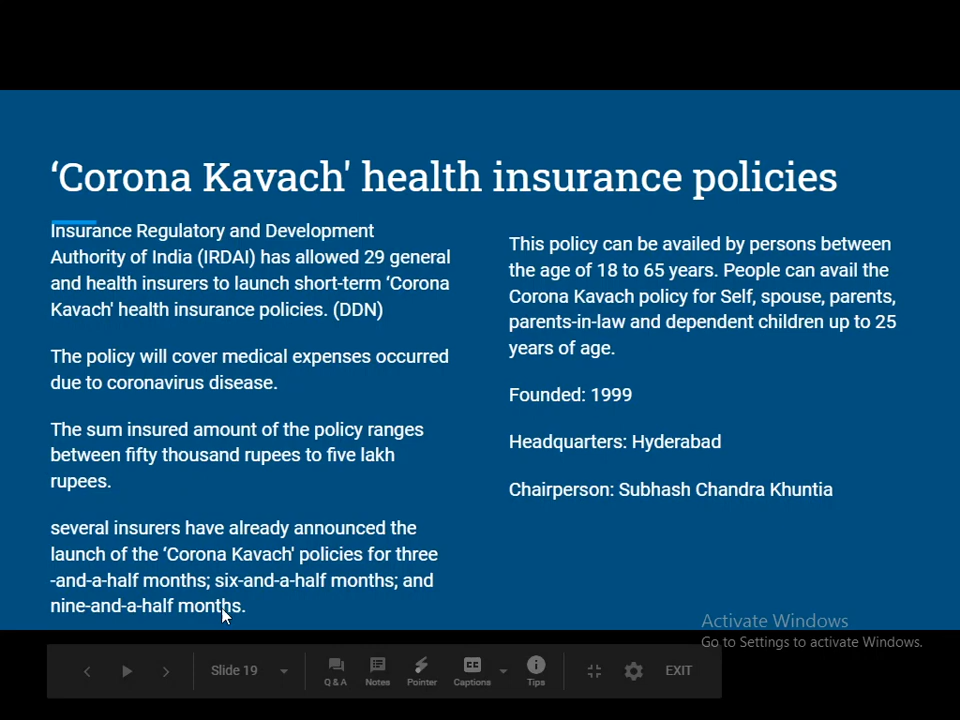 ‘Corona Kavach' health insurance policies
Insurance Regulatory and Development
Authority of India (IRDAI) has allowed 29 general
and health insurers to launch short-term ‘Corona
Kavach' health insurance policies. (DDN)
The policy will cover medical expenses occurred
due to coronavirus disease.
The sum insured amount of the policy ranges
between fifty thousand rupees to five lakh
rupees.
several insurers have already announced the
launch of the ‘Corona Kavach' policies for three
-and-a-half months; six-and-a-half months; and
nine-and-a-half months.
This policy can be availed by persons between
the age of 18 to 65 years. People can avail the
Corona Kavach policy for Self, spouse, parents,
parents-in-law and dependent children up to 25
years of age.
Founded: 1999
Headquarters: Hyderabad
Chairperson: Subhash Chandra Khuntia
Activate Windows
Go to Settings to activate Windows.
Slide 19
Q & A
Notes
Pointer
CC
Captions
Tips
EXIT